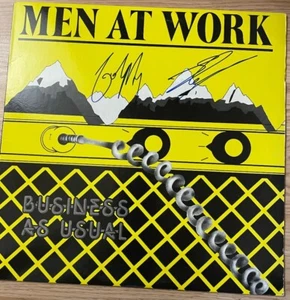 MEN AT WORK
BUSINESS
AS USUAL